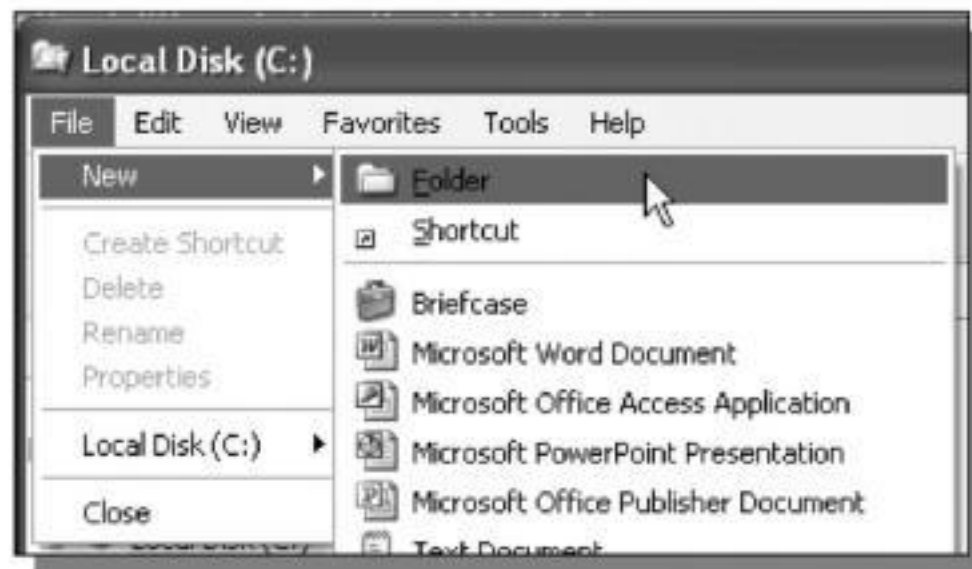 Local Disk (C:)
File Edit View Favorites Tools Help
New
Create Shortcut
Delete
Rename
Properties
Local Disk (C:)
Close
Folder
Shortcut
Briefcase
Microsoft Word Document
Microsoft Office Access Application
Microsoft PowerPoint Presentation
Microsoft Office Publisher Document
Text Document